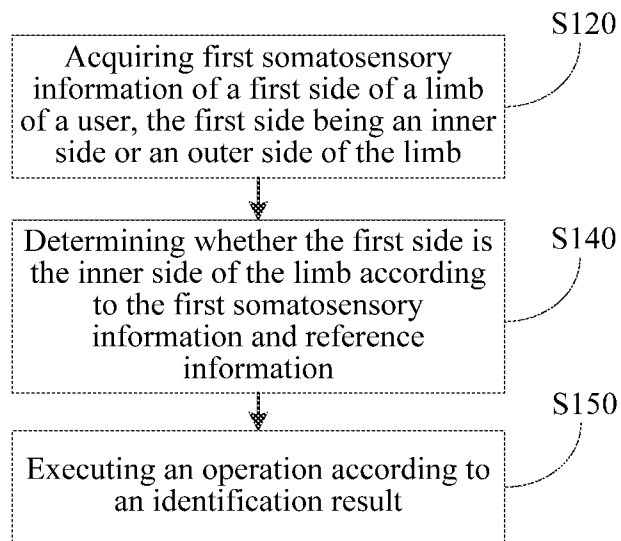 S120
Acquiring first somatosensory
information of a first side of a limb
of a user, the first side being an inner
side or an outer side of the limb
S140
Determining whether the first side is
the inner side of the limb according
to the first somatosensory
information and reference
information
S150
Executing an operation according to
an identification result